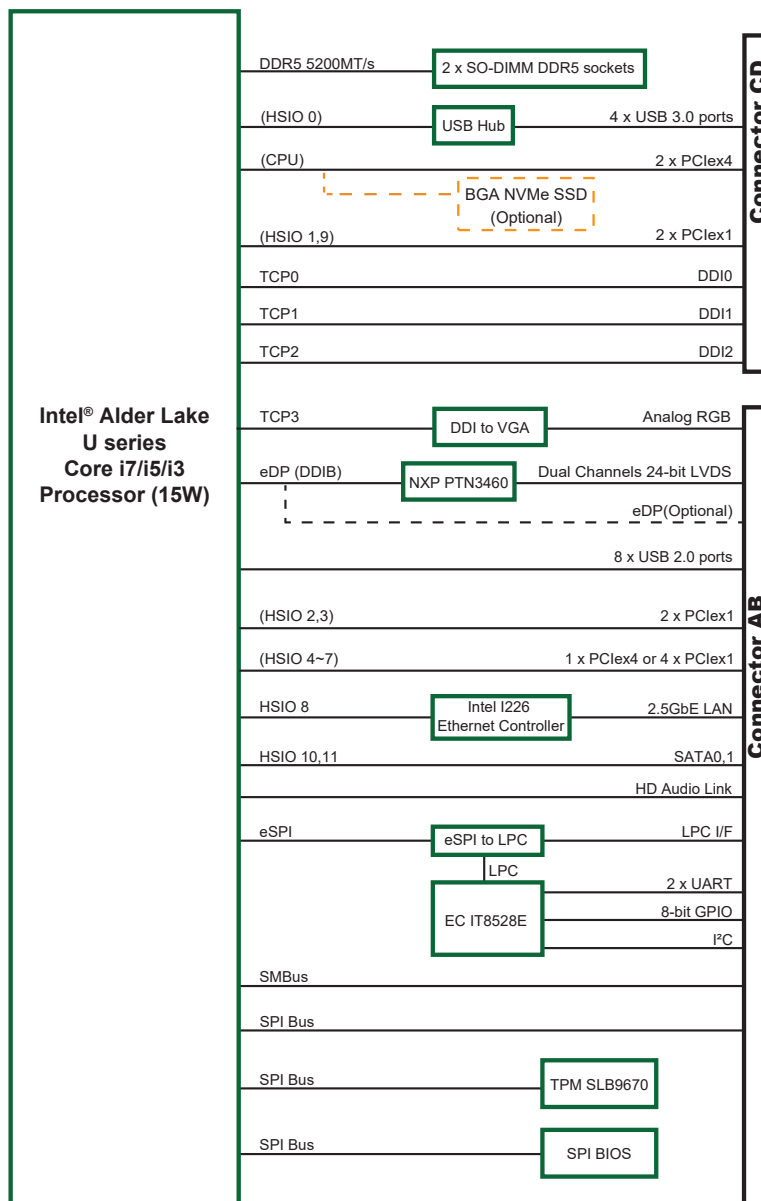 DDR5 5200MT/s
2 x SO-DIMM DDR5 sockets
(HSIO 0)
USB Hub
4 x USB 3.0 ports
(CPU)
2 x PCIex4
BGA NVMe SSD
(Optional)
(HSIO 1,9)
2 x PCIex1
TCP0
DDI0
TCP1
DDI1
TCP2
DDI2
Connector CD
Intel® Alder Lake
U series
Core i7/i5/i3
Processor (15W)
TCP3
DDI to VGA
Analog RGB
eDP (DDIB)
NXP PTN3460
Dual Channels 24-bit LVDS
eDP(Optional)
8 x USB 2.0 ports
(HSIO 2,3)
2 x PCIex1
(HSIO 4~7)
1 x PCIex4 or 4 x PCIex1
HSIO 8
Intel I226
Ethernet Controller
2.5GbE LAN
HSIO 10,11
SATA0,1
HD Audio Link
eSPI
eSPI to LPC
LPC I/F
LPC
EC IT8528E
2 x UART
8-bit GPIO
I²C
SMBus
SPI Bus
SPI Bus
TPM SLB9670
SPI Bus
SPI BIOS
Connector AB